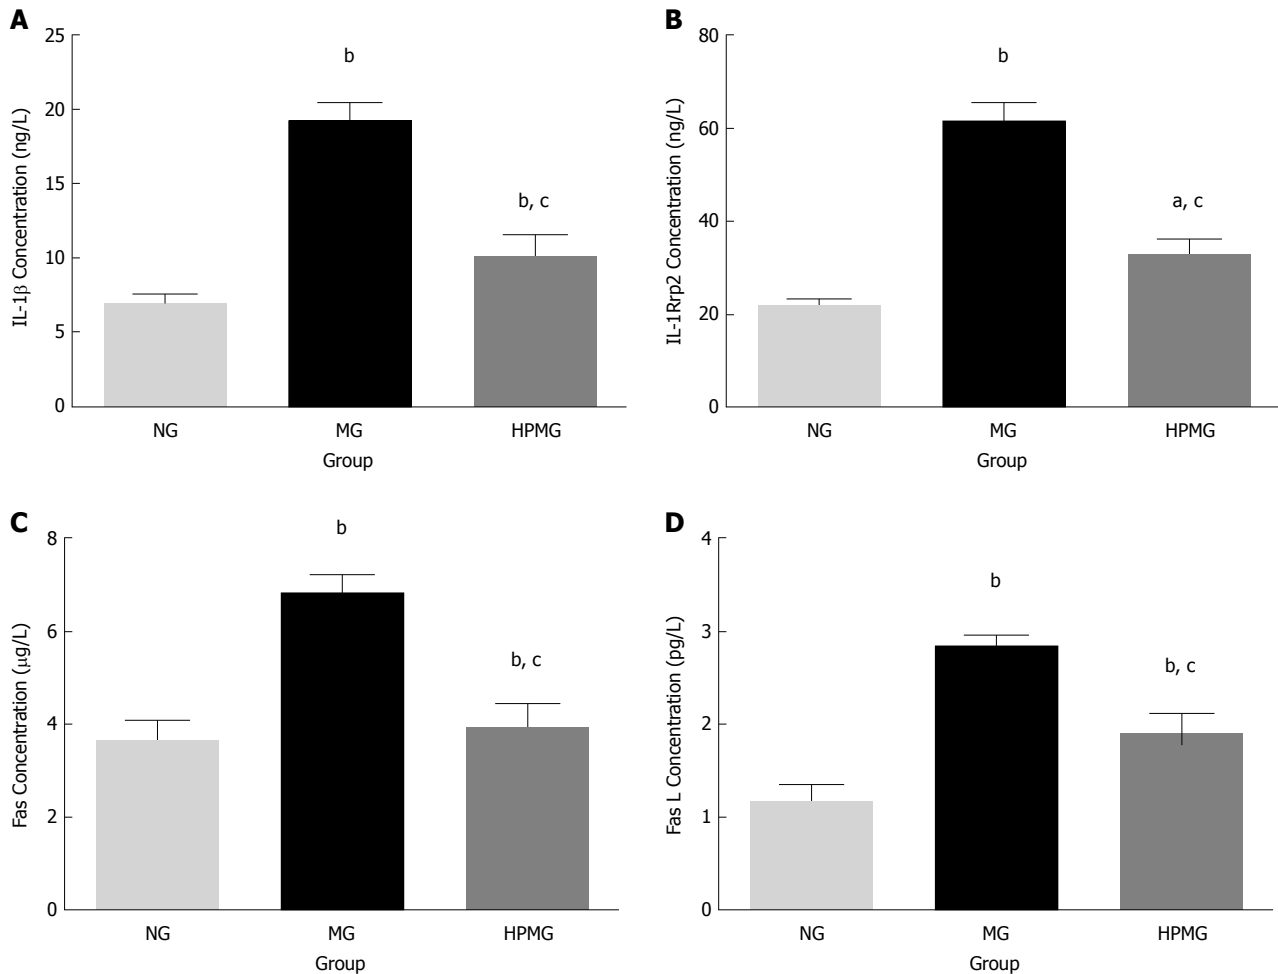 A
IL-1β Concentration (ng/L)
25
20
15
10
5
0
b
b, c
NG MG HPMG
Group
B
IL-1Rrp2 Concentration (ng/L)
80
60
40
20
0
b
a, c
NG MG HPMG
Group
C
Fas Concentration (μg/L)
8
6
4
2
0
b
b, c
NG MG HPMG
Group
D
Fas L Concentration (pg/L)
4
3
2
1
0
b
b, c
NG MG HPMG
Group